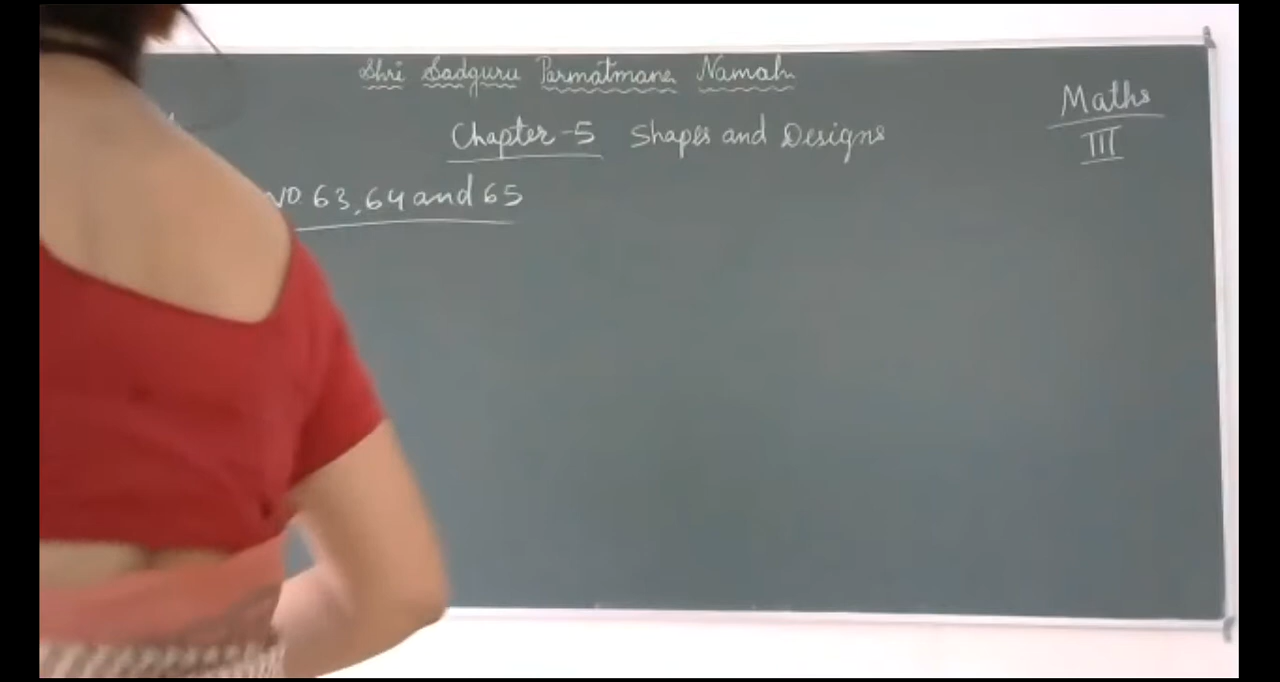 Shri Sadguru Parmatmane Namah
Maths
III
Chapter-5 Shapes and Designs
No 63, 64 and 65